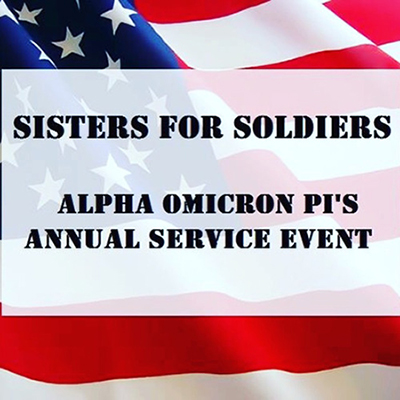 SISTERS FOR SOLDIERS
ALPHA OMICRON PI'S
ANNUAL SERVICE EVENT